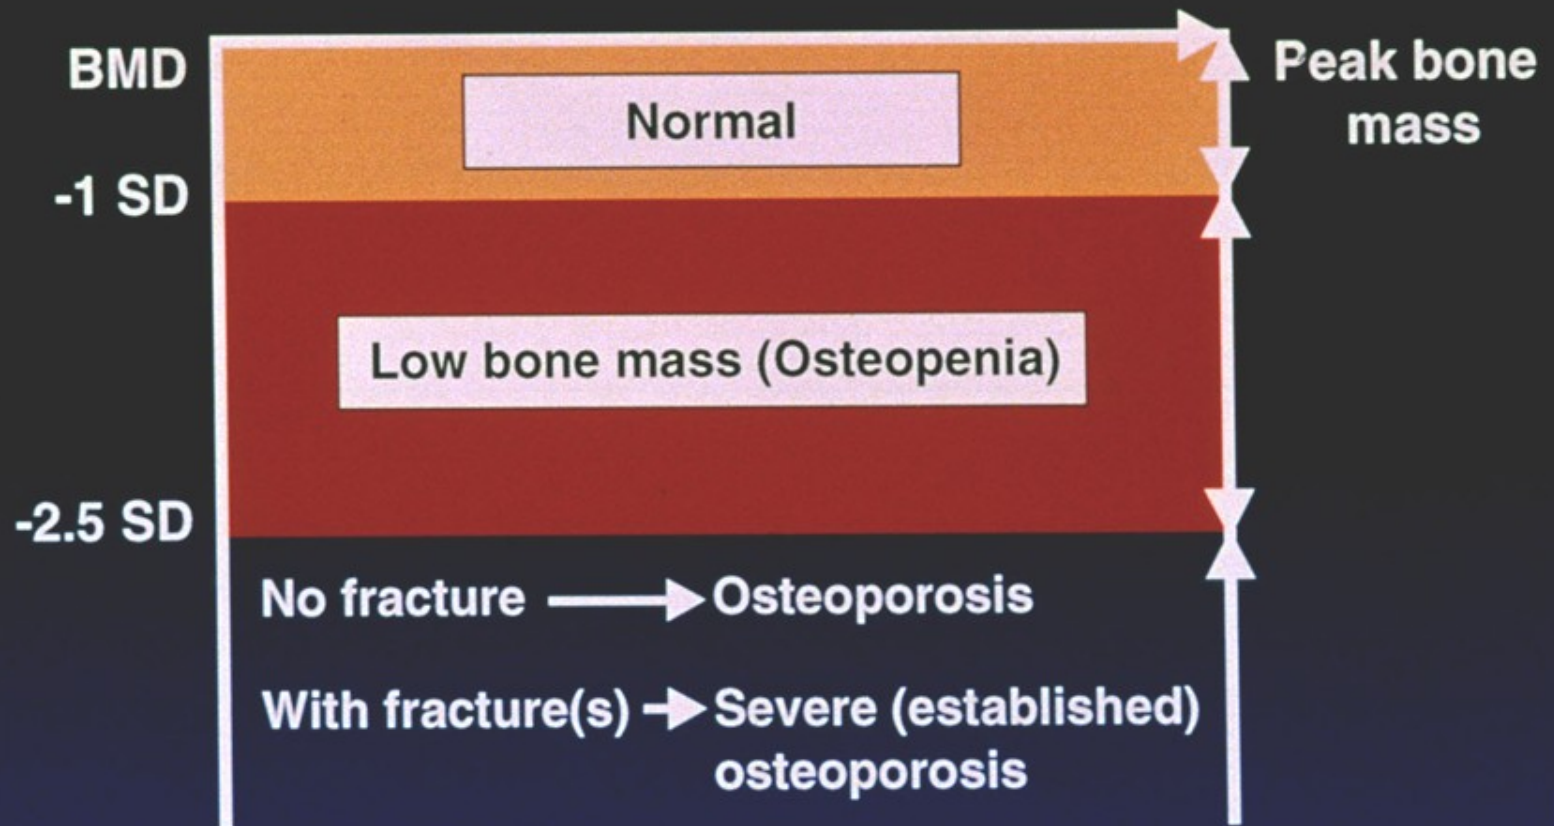 BMD
Peak bone
mass
Normal
-1 SD
Low bone mass (Osteopenia)
-2.5 SD
No fracture
Osteoporosis
With fracture(s)
Severe (established)
osteoporosis